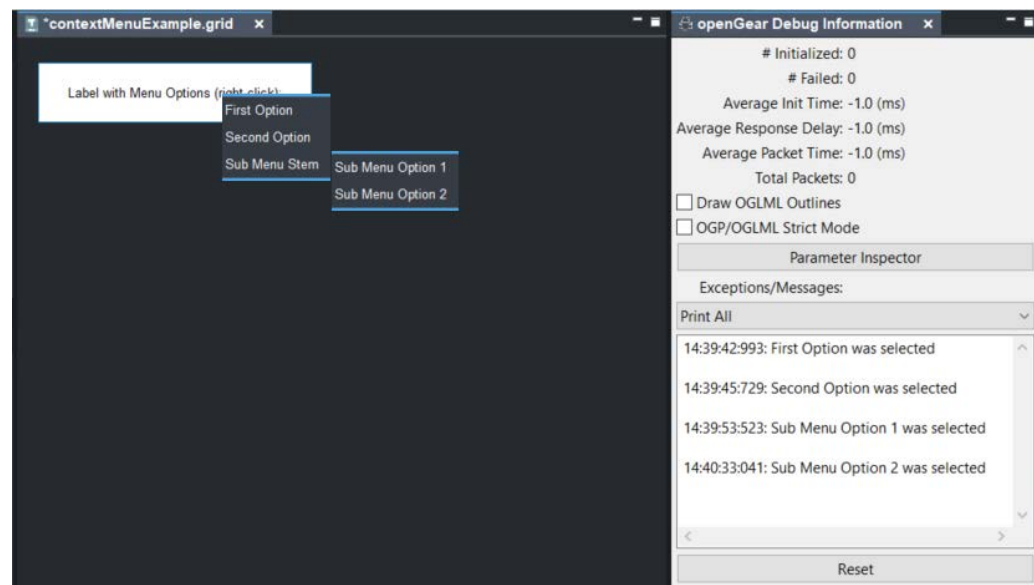 *contextMenuExample.grid
Label with Menu Options (right-click):
First Option
Second Option
Sub Menu Stem
Sub Menu Option 1
Sub Menu Option 2
openGear Debug Information
# Initialized: 0
# Failed: 0
Average Init Time: -1.0 (ms)
Average Response Delay: -1.0 (ms)
Average Packet Time: -1.0 (ms)
Total Packets: 0
Draw OGLML Outlines
OGP/OGLML Strict Mode
Parameter Inspector
Exceptions/Messages:
Print All
14:39:42:993: First Option was selected
14:39:45:729: Second Option was selected
14:39:53:523: Sub Menu Option 1 was selected
14:40:33:041: Sub Menu Option 2 was selected
Reset